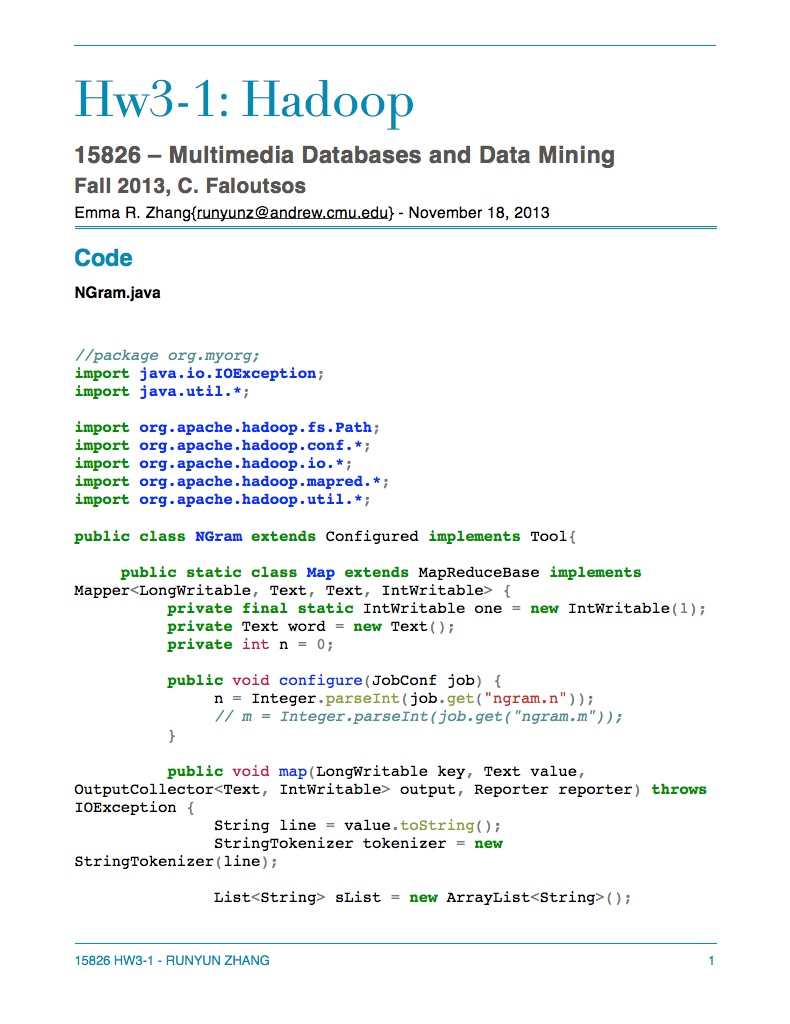 Hw3-1: Hadoop
15826 – Multimedia Databases and Data Mining
Fall 2013, C. Faloutsos
Emma R. Zhang{runyunz@andrew.cmu.edu} - November 18, 2013
Code
NGram.java
//package org.myorg;
import java.io.IOException;
import java.util.*;
import org.apache.hadoop.fs.Path;
import org.apache.hadoop.conf.*;
import org.apache.hadoop.io.*;
import org.apache.hadoop.mapred.*;
import org.apache.hadoop.util.*;
public class NGram extends Configured implements Tool{
public static class Map extends MapReduceBase implements
Mapper<LongWritable, Text, Text, IntWritable> {
private final static IntWritable one = new IntWritable(1);
private Text word = new Text();
private int n = 0;
public void configure(JobConf job) {
n = Integer.parseInt(job.get("ngram.n"));
// m = Integer.parseInt(job.get("ngram.m"));
}
public void map(LongWritable key, Text value,
OutputCollector<Text, IntWritable> output, Reporter reporter) throws
IOException {
String line = value.toString();
StringTokenizer tokenizer = new
StringTokenizer(line);
List<String> sList = new ArrayList<String>();
15826 HW3-1 - RUNYUN ZHANG 1